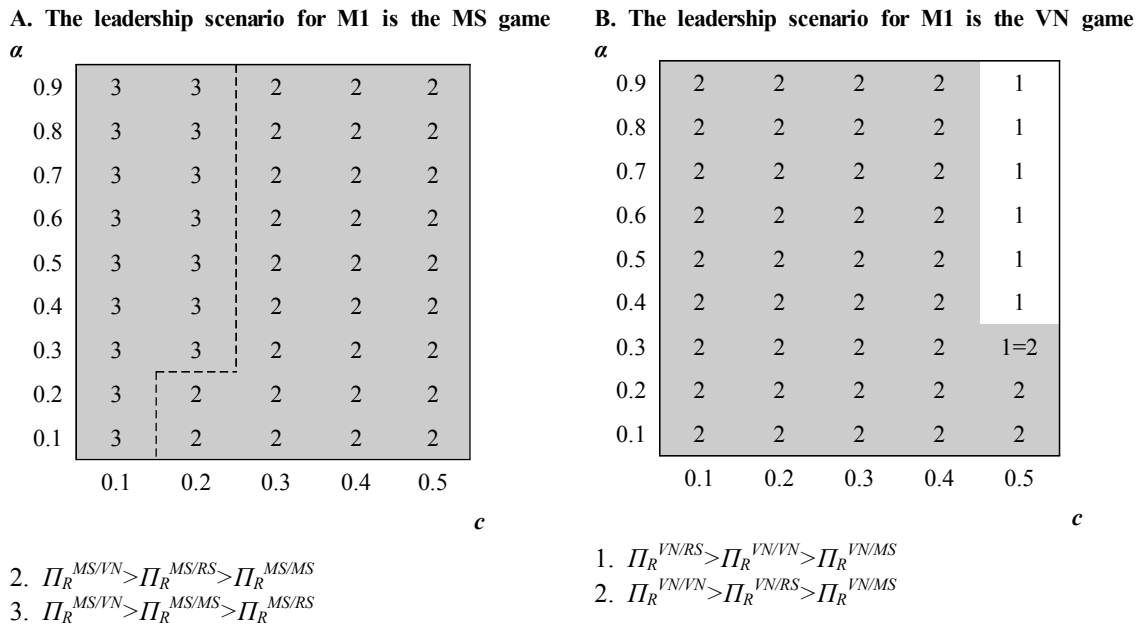 A. The leadership scenario for M1 is the MS game
α
0.9 3 3 2 2 2
0.8 3 3 2 2 2
0.7 3 3 2 2 2
0.6 3 3 2 2 2
0.5 3 3 2 2 2
0.4 3 3 2 2 2
0.3 3 3 2 2 2
0.2 3 2 2 2 2
0.1 3 2 2 2 2
0.1 0.2 0.3 0.4 0.5
c
2. Π_R^{MS/VN}>Π_R^{MS/RS}>Π_R^{MS/MS}
3. Π_R^{MS/VN}>Π_R^{MS/MS}>Π_R^{MS/RS}
B. The leadership scenario for M1 is the VN game
α
0.9 2 2 2 2 1
0.8 2 2 2 2 1
0.7 2 2 2 2 1
0.6 2 2 2 2 1
0.5 2 2 2 2 1
0.4 2 2 2 2 1
0.3 2 2 2 2 1=2
0.2 2 2 2 2 2
0.1 2 2 2 2 2
0.1 0.2 0.3 0.4 0.5
c
1. Π_R^{VN/RS}>Π_R^{VN/VN}>Π_R^{VN/MS}
2. Π_R^{VN/VN}>Π_R^{VN/RS}>Π_R^{VN/MS}